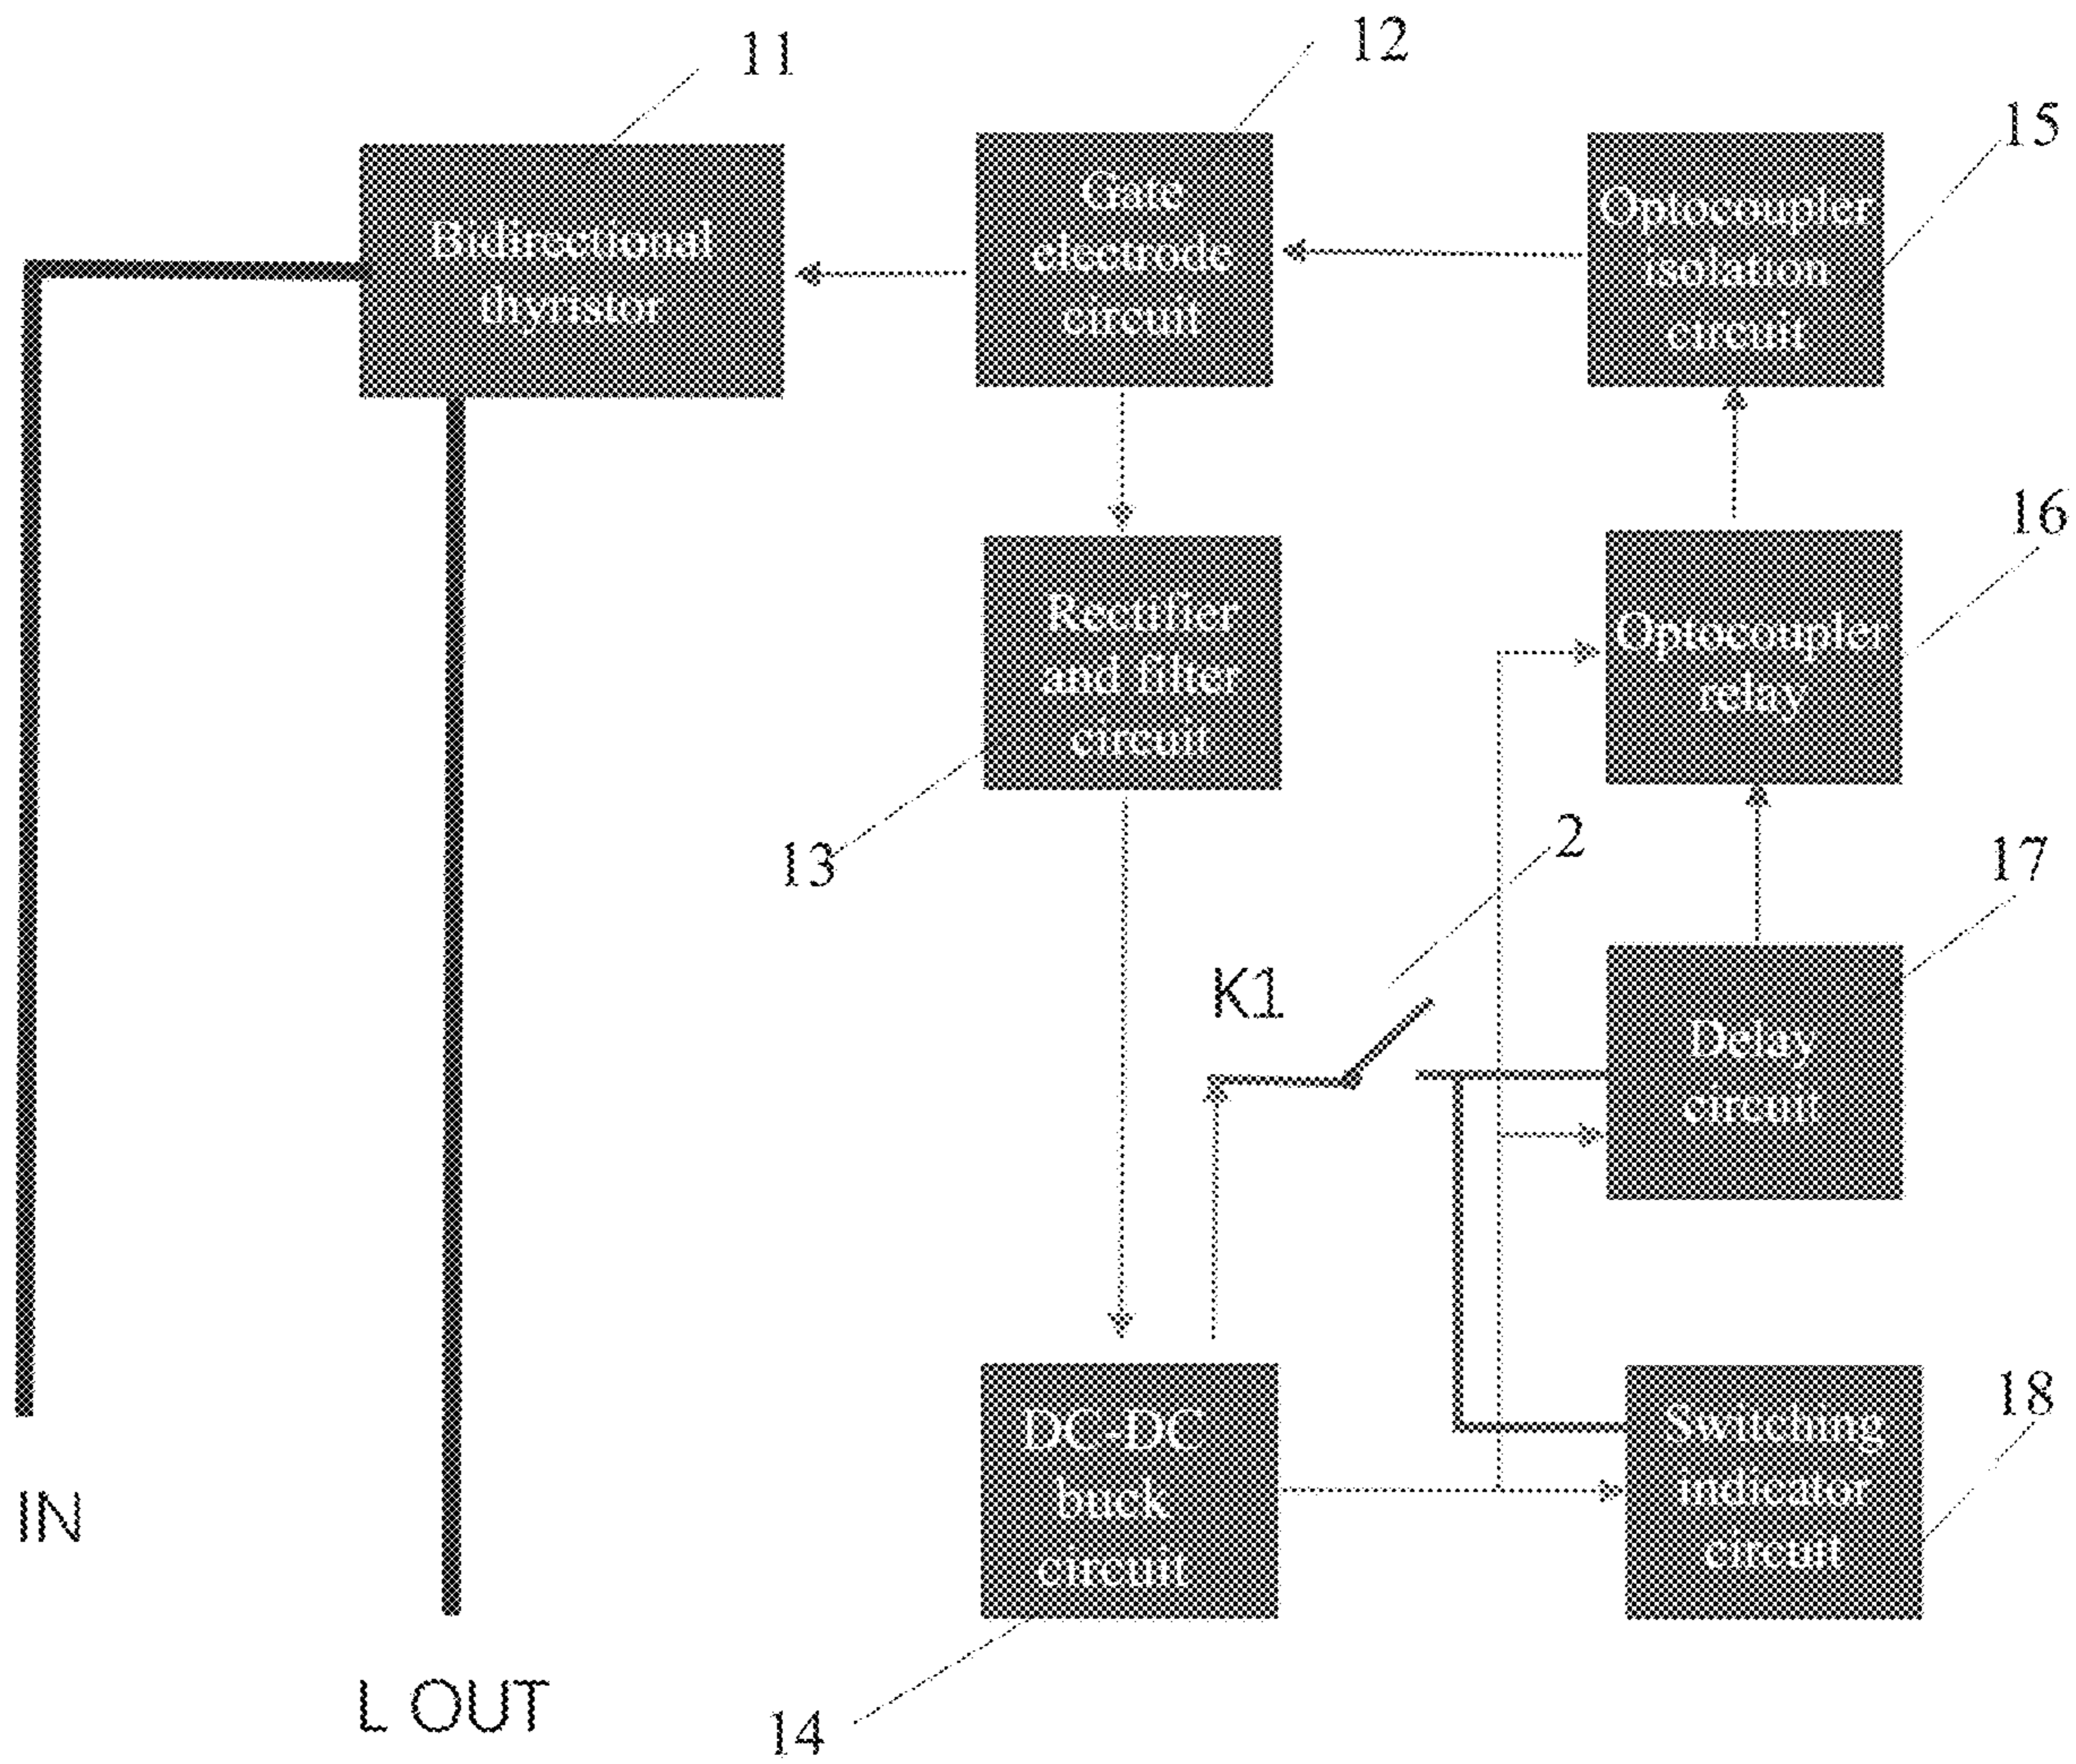 11
12
15
Bidirectional
thyristor
Gate
electrode
circuit
Optocoupler
isolation
circuit
16
Rectifier
and filter
circuit
Optocoupler
relay
13
2
17
K1
Delay
circuit
18
DC-DC
buck
circuit
Switching
indicator
circuit
IN
L OUT
14